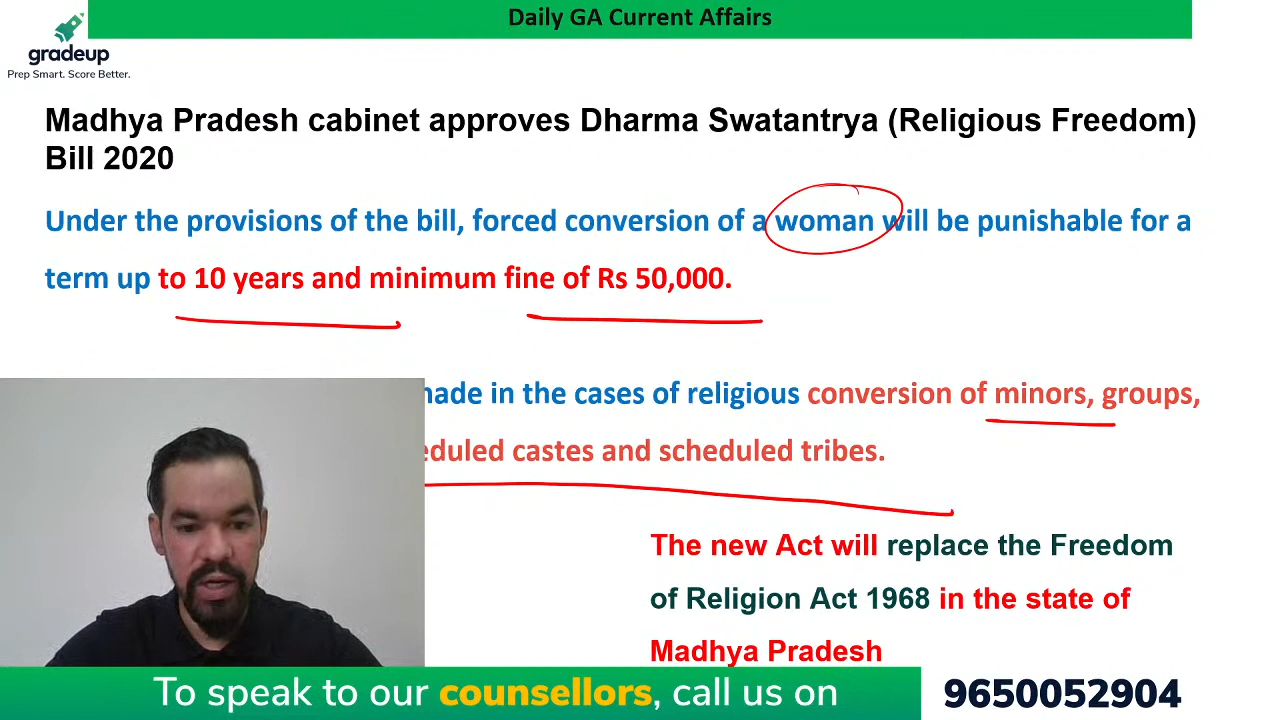 Daily GA Current Affairs
gradeup
Prep Smart. Score Better.
Madhya Pradesh cabinet approves Dharma Swatantrya (Religious Freedom)
Bill 2020
Under the provisions of the bill, forced conversion of a woman will be punishable for a
term up to 10 years and minimum fine of Rs 50,000.
in the cases of religious conversion of minors, groups,
castes and scheduled tribes.
The new Act will replace the Freedom
of Religion Act 1968 in the state of
Madhya Pradesh
To speak to our counsellors, call us on 9650052904